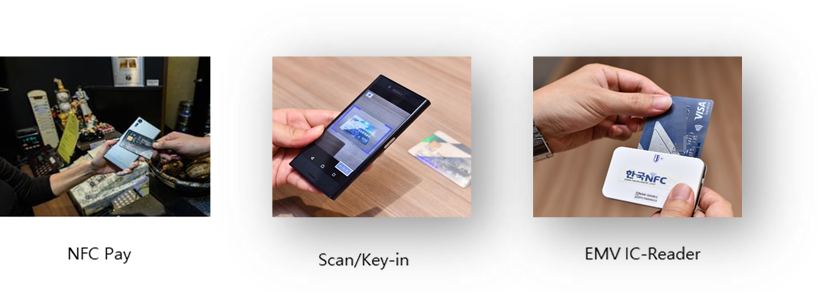 VISA
한국NFC
NFC Pay
Scan/Key-in
EMV IC-Reader